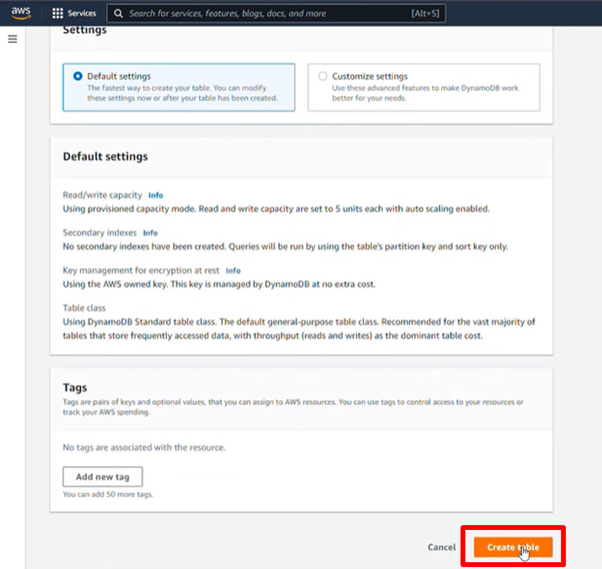 aws
Services
Search for services, features, blogs, docs, and more
[Alt+S]
Settings
Default settings
The fastest way to create your table. You can modify
these settings now or after your table has been created.
Customize settings
Use these advanced features to make DynamoDB work
better for your needs.
Default settings
Read/write capacity Info
Using provisioned capacity mode. Read and write capacity are set to 5 units each with auto scaling enabled.
Secondary indexes Info
No secondary indexes have been created. Queries will be run by using the table's partition key and sort key only.
Key management for encryption at rest Info
Using the AWS owned key. This key is managed by DynamoDB at no extra cost.
Table class
Using DynamoDB Standard table class. The default general-purpose table class. Recommended for the vast majority of
tables that store frequently accessed data, with throughput (reads and writes) as the dominant table cost.
Tags
Tags are pairs of keys and optional values, that you can assign to AWS resources. You can use tags to control access to your resources or
track your AWS spending.
No tags are associated with the resource.
Add new tag
You can add 50 more tags.
Cancel
Create table